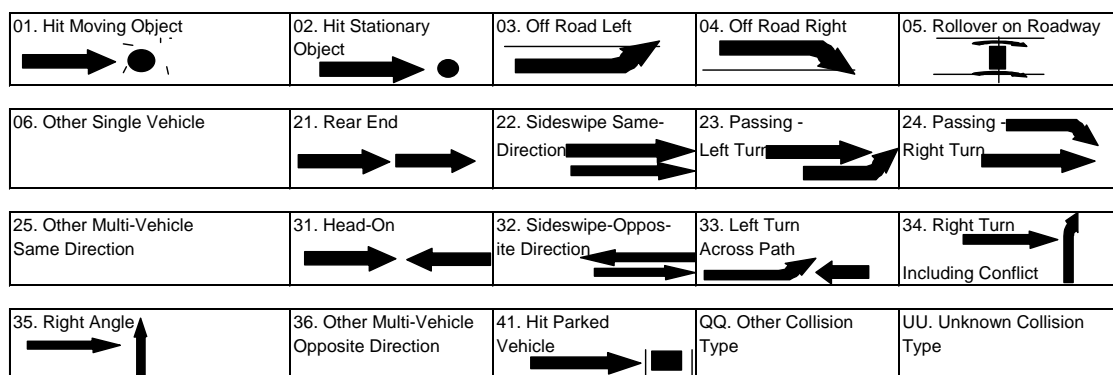 01. Hit Moving Object
02. Hit Stationary
Object
03. Off Road Left
04. Off Road Right
05. Rollover on Roadway
06. Other Single Vehicle
21. Rear End
22. Sideswipe Same-
Direction
23. Passing -
Left Turn
24. Passing -
Right Turn
25. Other Multi-Vehicle
Same Direction
31. Head-On
32. Sideswipe-Oppos-
ite Direction
33. Left Turn
Across Path
34. Right Turn
Including Conflict
35. Right Angle
36. Other Multi-Vehicle
Opposite Direction
41. Hit Parked
Vehicle
QQ. Other Collision
Type
UU. Unknown Collision
Type